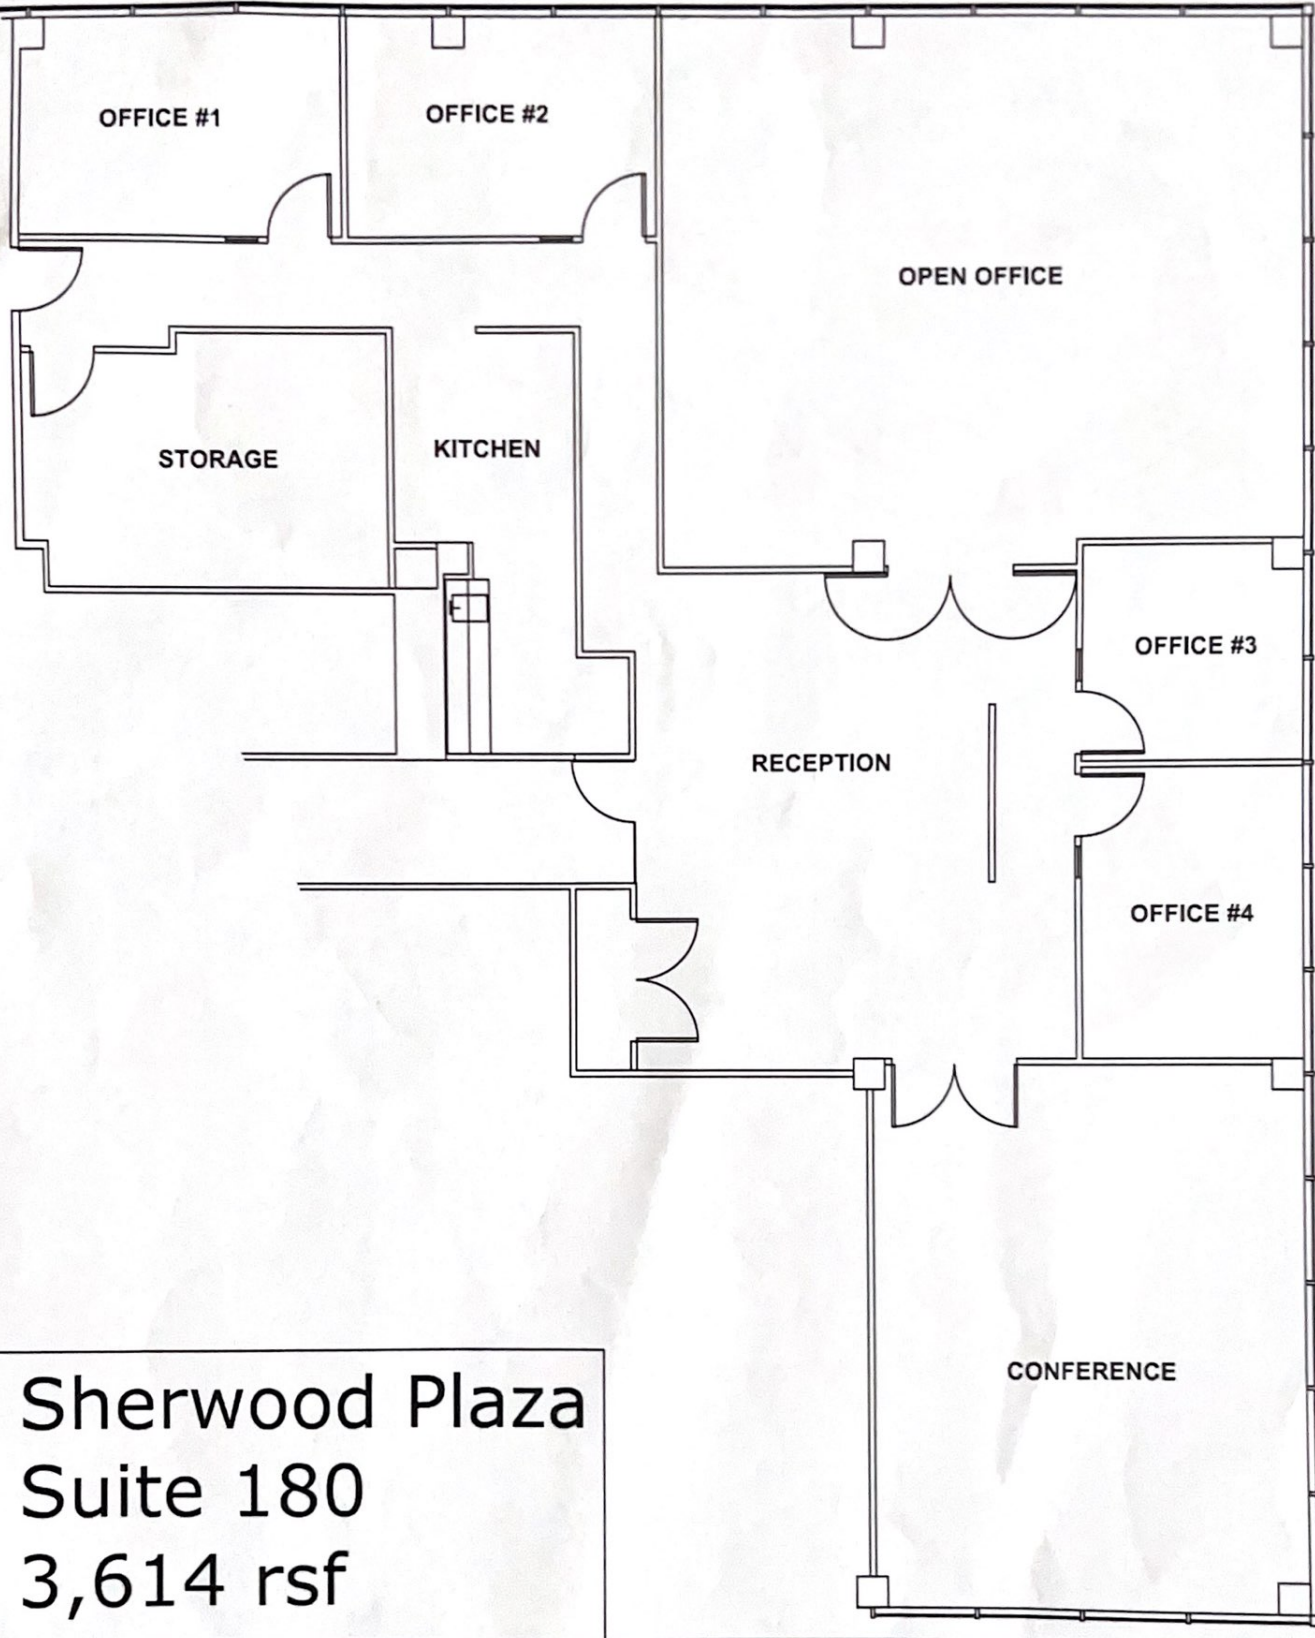 OFFICE #1
OFFICE #2
OPEN OFFICE
STORAGE
KITCHEN
OFFICE #3
RECEPTION
OFFICE #4
CONFERENCE
Sherwood Plaza
Suite 180
3,614 rsf